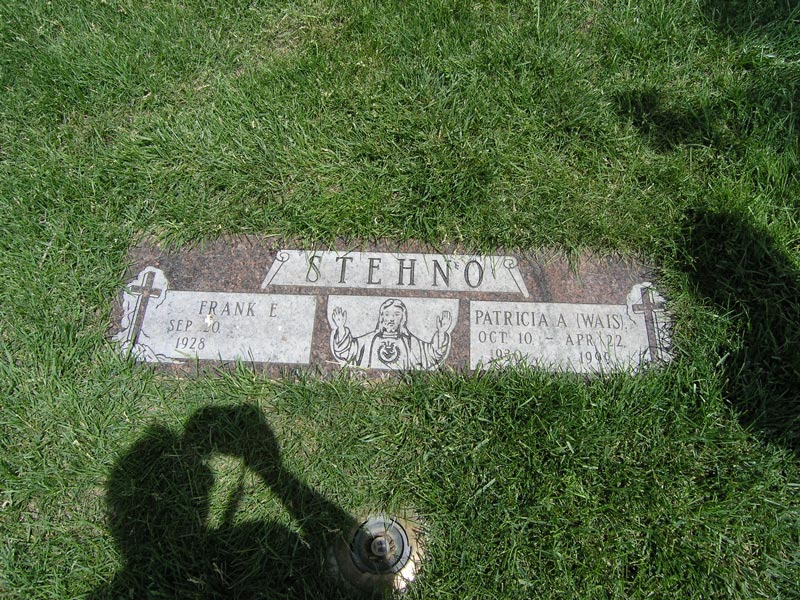 STEHNO
FRANK E.
SEP. 20,
1928
PATRICIA A. (WAIS)
OCT. 10, - APR. 22